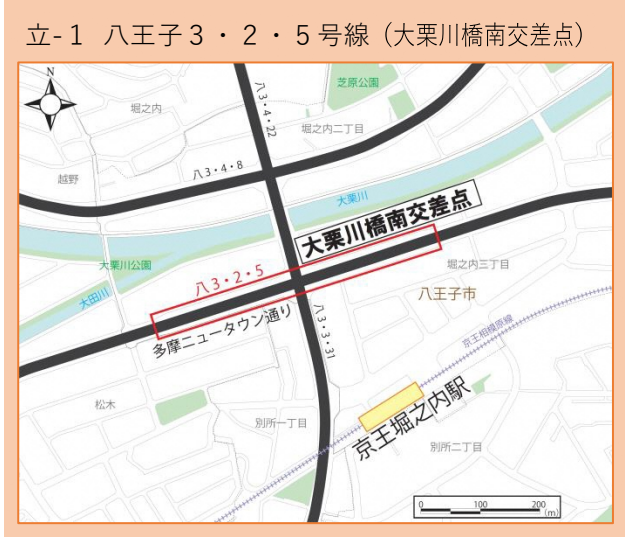 立-１ 八王子３・２・５号線（大栗川橋南交差点）
N
堀之内
芝原公園
八３・４・２２
堀之内二丁目
八３・４・８
越野
大栗川
大栗川橋南交差点
大栗川公園
八３・２・５
堀之内三丁目
大田川
八王子市
多摩ニュータウン通り
八３・３・３１
京王相模原線
松木
京王堀之内駅
別所一丁目
別所二丁目
0 100 200
(m)